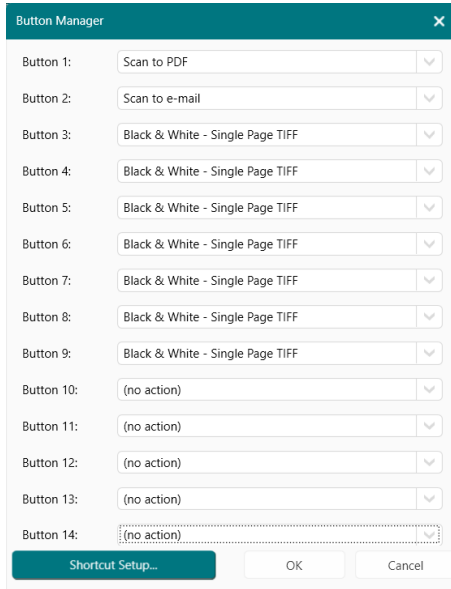 Button Manager
Button 1: Scan to PDF
Button 2: Scan to e-mail
Button 3: Black & White - Single Page TIFF
Button 4: Black & White - Single Page TIFF
Button 5: Black & White - Single Page TIFF
Button 6: Black & White - Single Page TIFF
Button 7: Black & White - Single Page TIFF
Button 8: Black & White - Single Page TIFF
Button 9: Black & White - Single Page TIFF
Button 10: (no action)
Button 11: (no action)
Button 12: (no action)
Button 13: (no action)
Button 14: (no action)
Shortcut Setup... OK Cancel